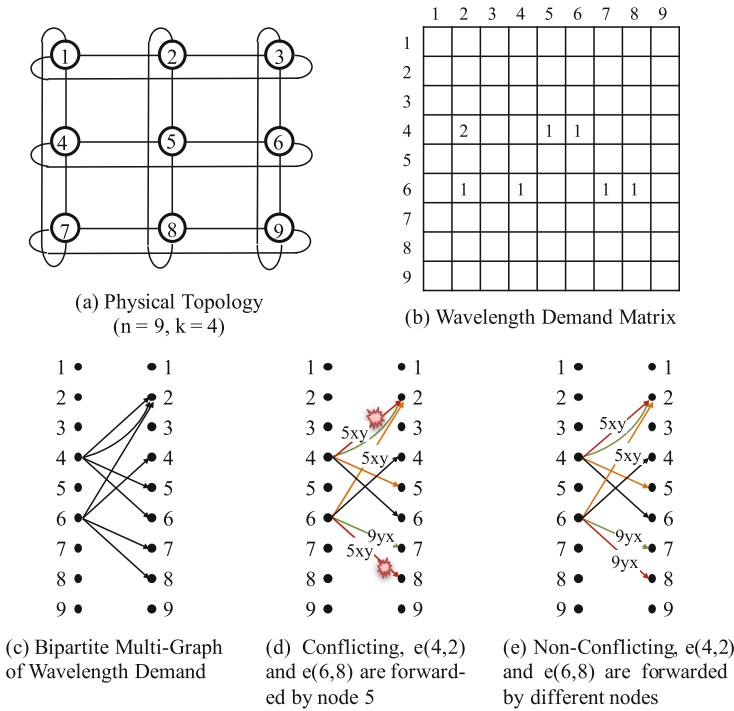 1 2 3
4 5 6
7 8 9
(a) Physical Topology
(n = 9, k = 4)
1 2 3 4 5 6 7 8 9
1
2
3
4 2 1 1
5
6 1 1 1 1
7
8
9
(b) Wavelength Demand Matrix
1 1
2 2
3 3
4 4
5 5
6 6
7 7
8 8
9 9
(c) Bipartite Multi-Graph
of Wavelength Demand
1 1
2 2
3 5xy 3
4 5xy 4
5 5
6 6
7 9yx 7
8 5xy 8
9 9
(d) Conflicting, e(4,2)
and e(6,8) are forward-
ed by node 5
1 1
2 2
3 5xy 3
4 5xy 4
5 5
6 6
7 9yx 7
8 9yx 8
9 9
(e) Non-Conflicting, e(4,2)
and e(6,8) are forwarded
by different nodes